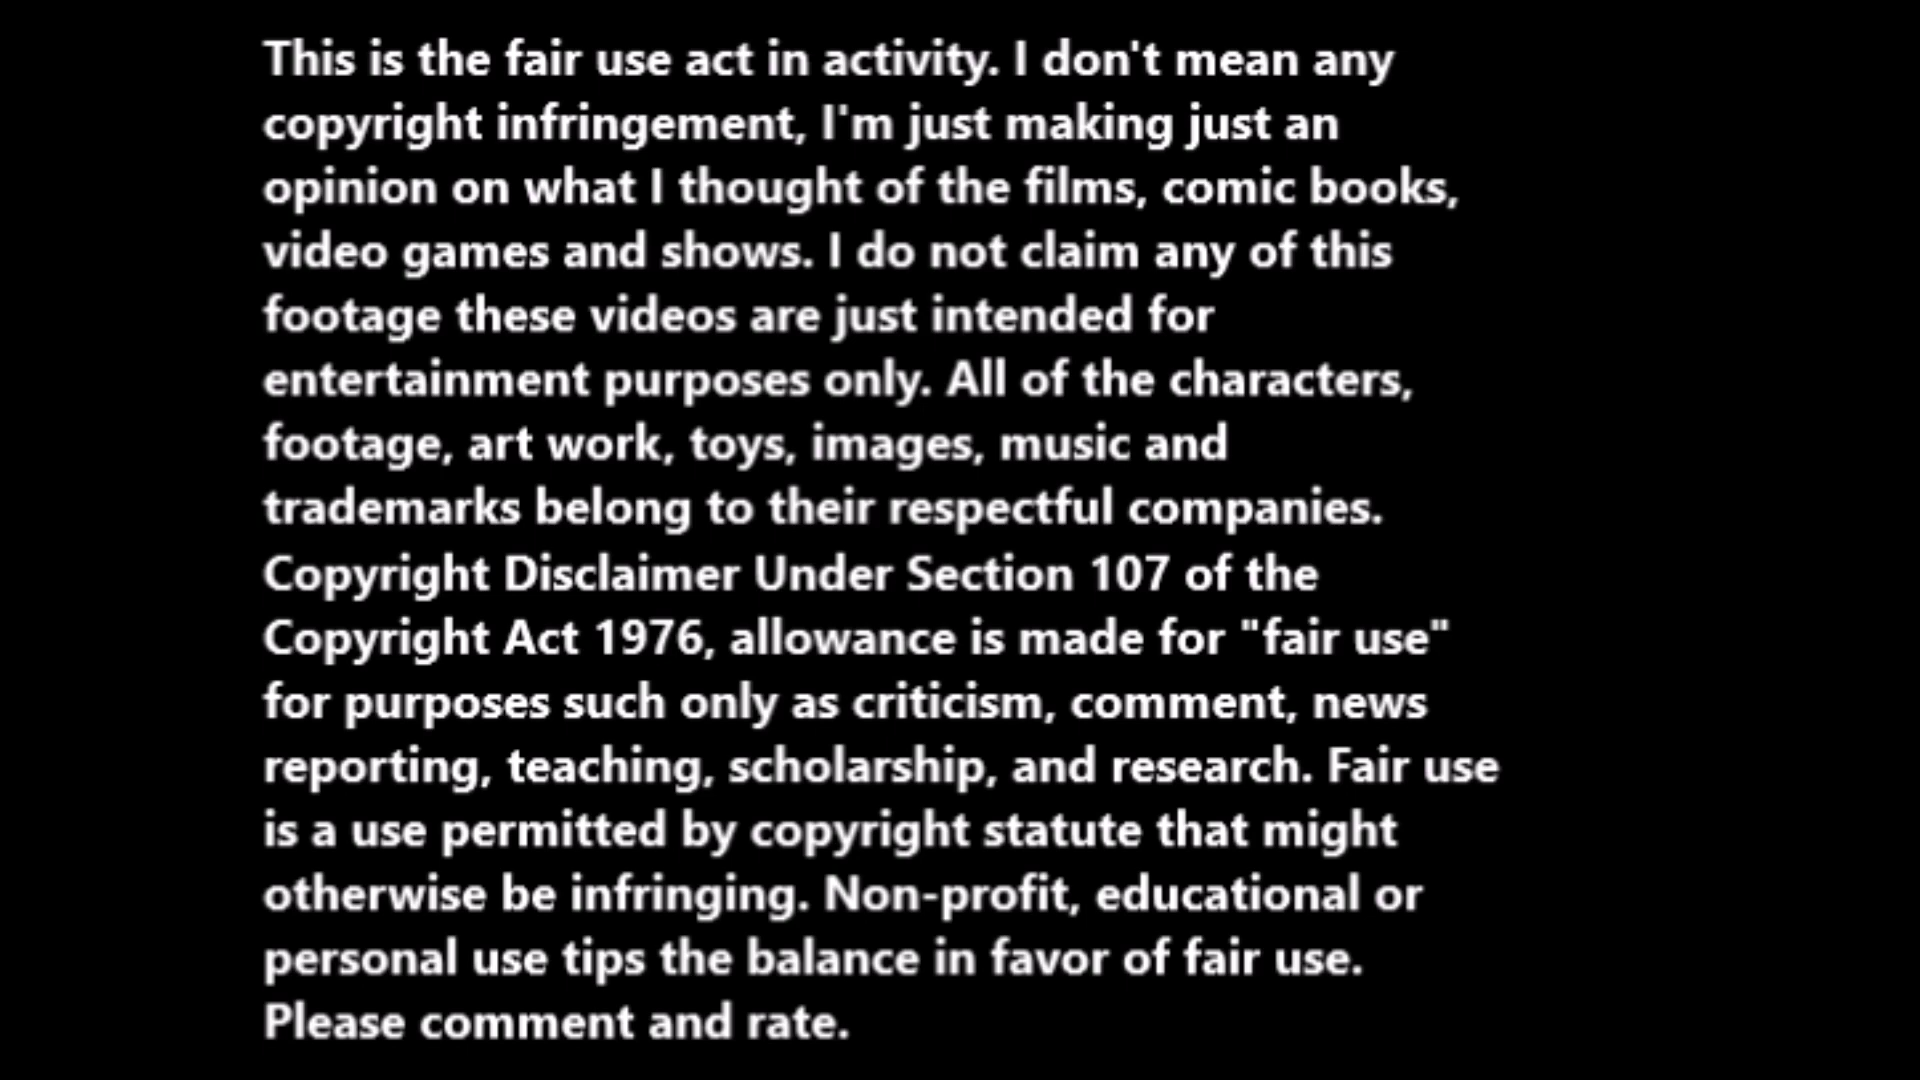 This is the fair use act in activity. I don't mean any
copyright infringement, I'm just making just an
opinion on what I thought of the films, comic books,
video games and shows. I do not claim any of this
footage these videos are just intended for
entertainment purposes only. All of the characters,
footage, art work, toys, images, music and
trademarks belong to their respectful companies.
Copyright Disclaimer Under Section 107 of the
Copyright Act 1976, allowance is made for "fair use"
for purposes such only as criticism, comment, news
reporting, teaching, scholarship, and research. Fair use
is a use permitted by copyright statute that might
otherwise be infringing. Non-profit, educational or
personal use tips the balance in favor of fair use.
Please comment and rate.